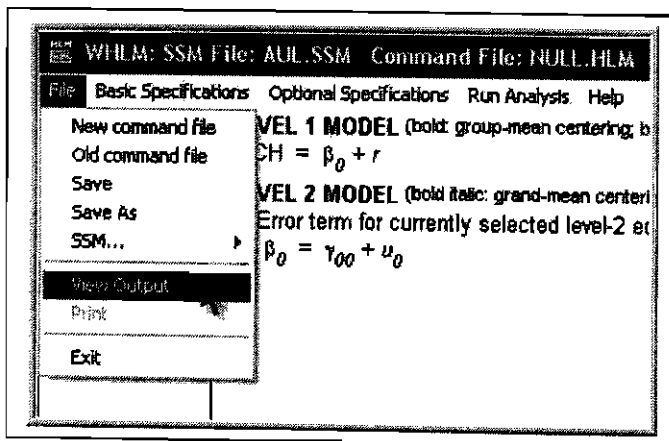 WHLM: SSM File: AUL.SSM Command File: NULL.HLM
File Basic Specifications Optional Specifications Run Analysis Help
New command file
Old command file
Save
Save As
SSM...
View Output
Print
Exit
VEL 1 MODEL (bold: group-mean centering; b
CH = β0 + r
VEL 2 MODEL (bold italic: grand-mean centeri
Error term for currently selected level-2 eq
β0 = γ00 + u0